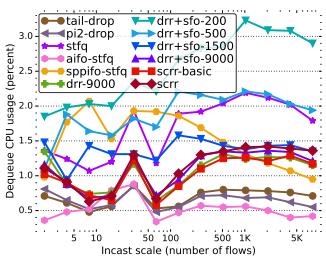 tail-drop
pi2-drop
stfq
aifo-stfq
sppifo-stfq
drr-9000
drr+sfo-200
drr+sfo-500
drr+sfo-1500
drr+sfo-9000
scrr-basic
scrr
Dequeue CPU usage (percent)
3.0
2.5
2.0
1.5
1.0
0.5
5 10 50 100 500 1K 5K
Incast scale (number of flows)